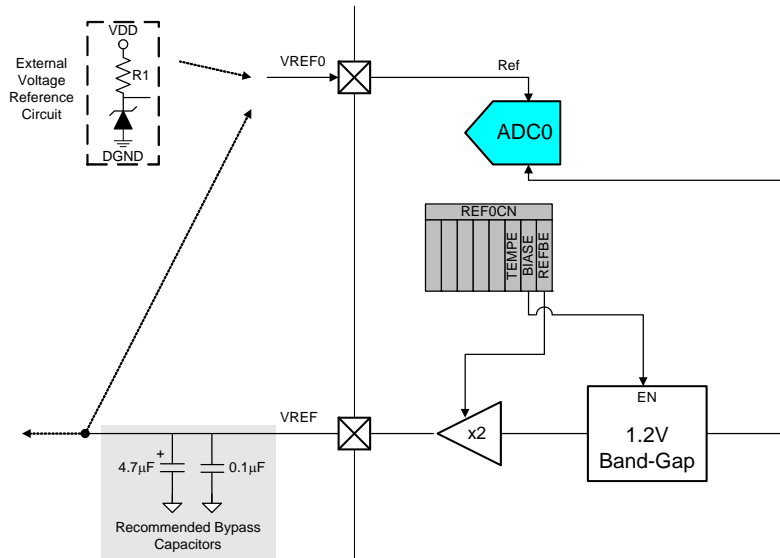 VDD
R1
DGND
External
Voltage
Reference
Circuit
VREF0
Ref
ADC0
REF0CN
TEMPE
BIASE
REFBE
EN
1.2V
Band-Gap
x2
VREF
4.7µF
+
0.1µF
Recommended Bypass
Capacitors